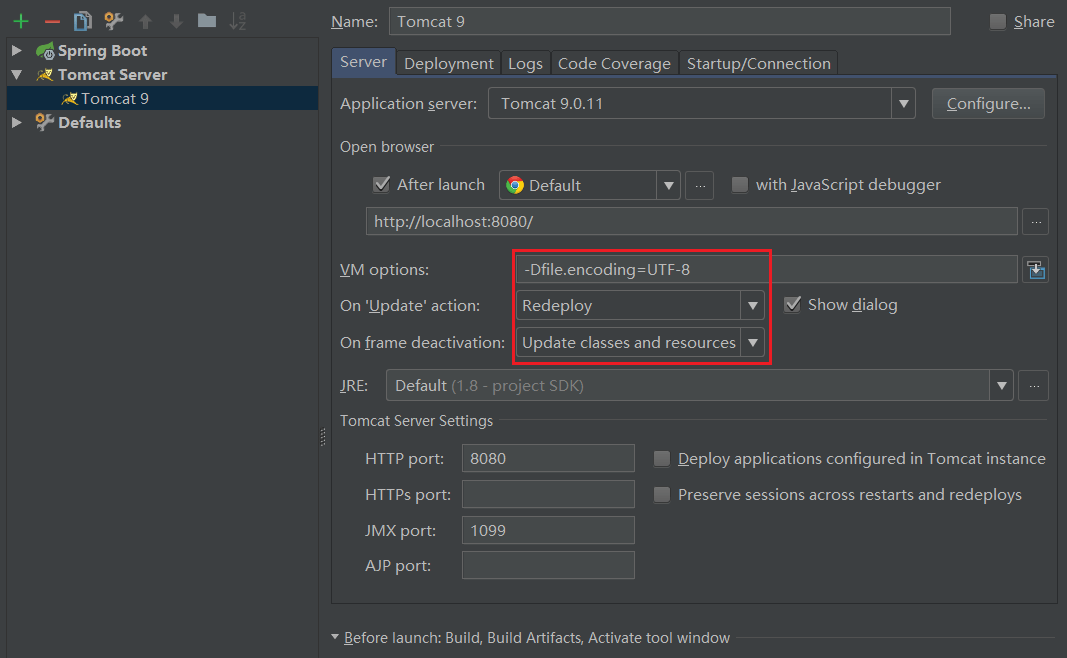 Name: Tomcat 9 Share
Spring Boot
Tomcat Server
Tomcat 9
Defaults
Server Deployment Logs Code Coverage Startup/Connection
Application server: Tomcat 9.0.11 Configure...
Open browser
After launch Default ... with JavaScript debugger
http://localhost:8080/ ...
VM options: -Dfile.encoding=UTF-8
On 'Update' action: Redeploy Show dialog
On frame deactivation: Update classes and resources
JRE: Default (1.8 - project SDK) ...
Tomcat Server Settings
HTTP port: 8080 Deploy applications configured in Tomcat instance
HTTPs port: Preserve sessions across restarts and redeploys
JMX port: 1099
AJP port:
Before launch: Build, Build Artifacts, Activate tool window